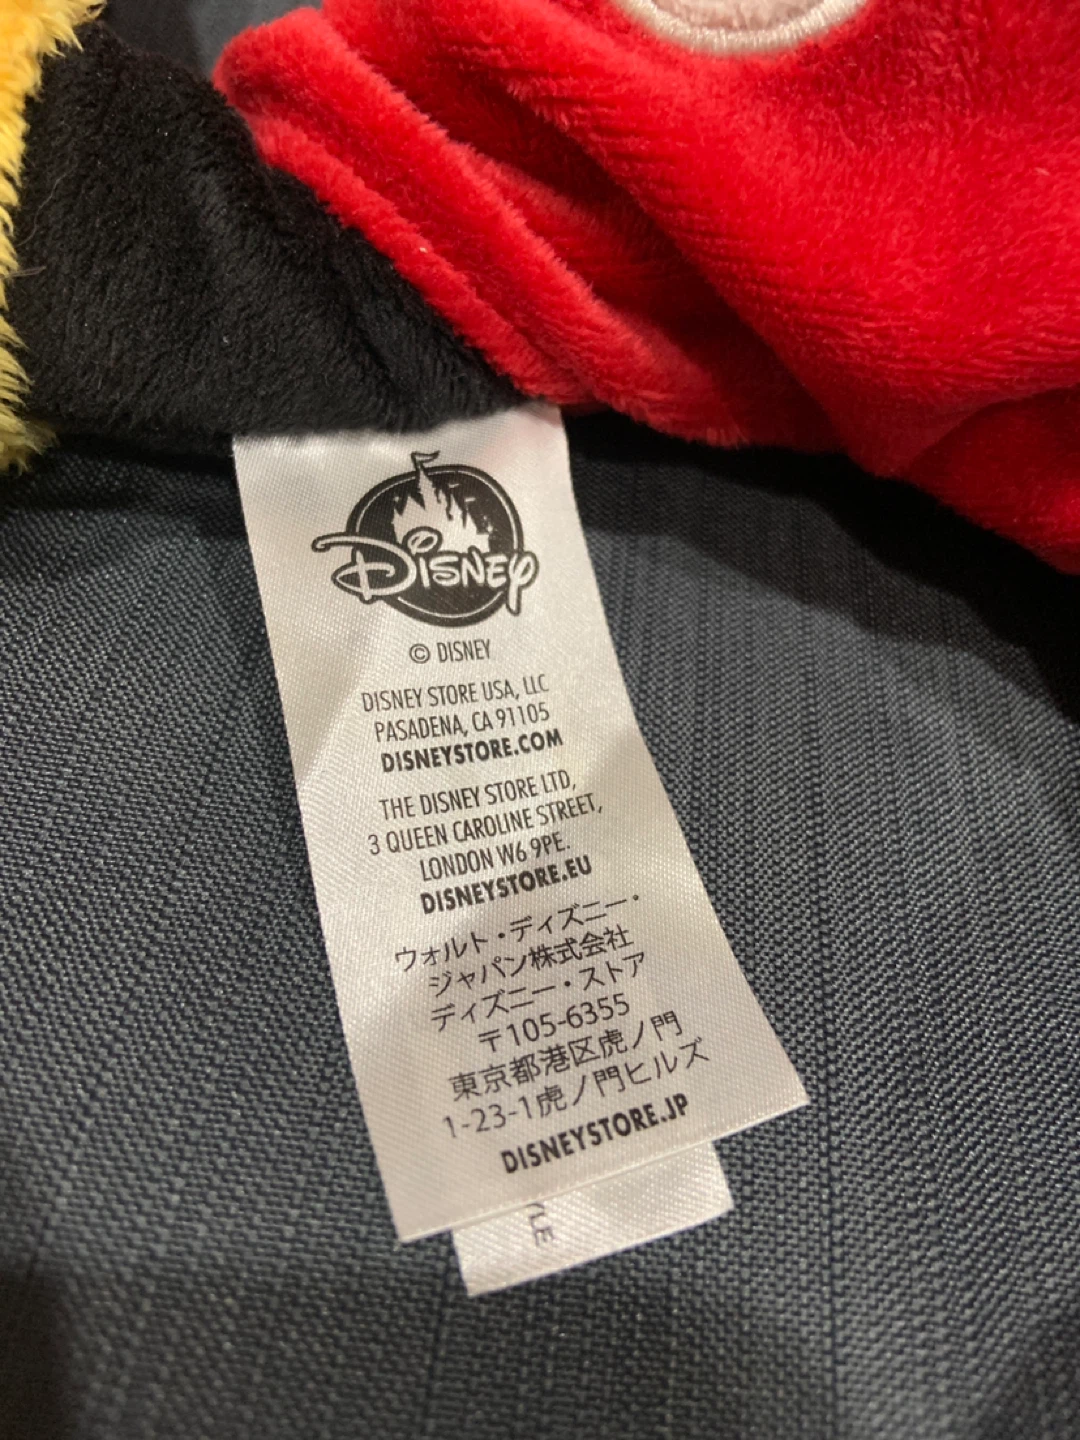 DISNEY
© DISNEY
DISNEY STORE USA, LLC
PASADENA, CA 91105
DISNEYSTORE.COM
THE DISNEY STORE LTD,
3 QUEEN CAROLINE STREET,
LONDON W6 9PE.
DISNEYSTORE.EU
ウォルト・ディズニー・
ジャパン株式会社
ディズニー・ストア
〒105-6355
東京都港区虎ノ門
1-23-1虎ノ門ヒルズ
DISNEYSTORE.JP